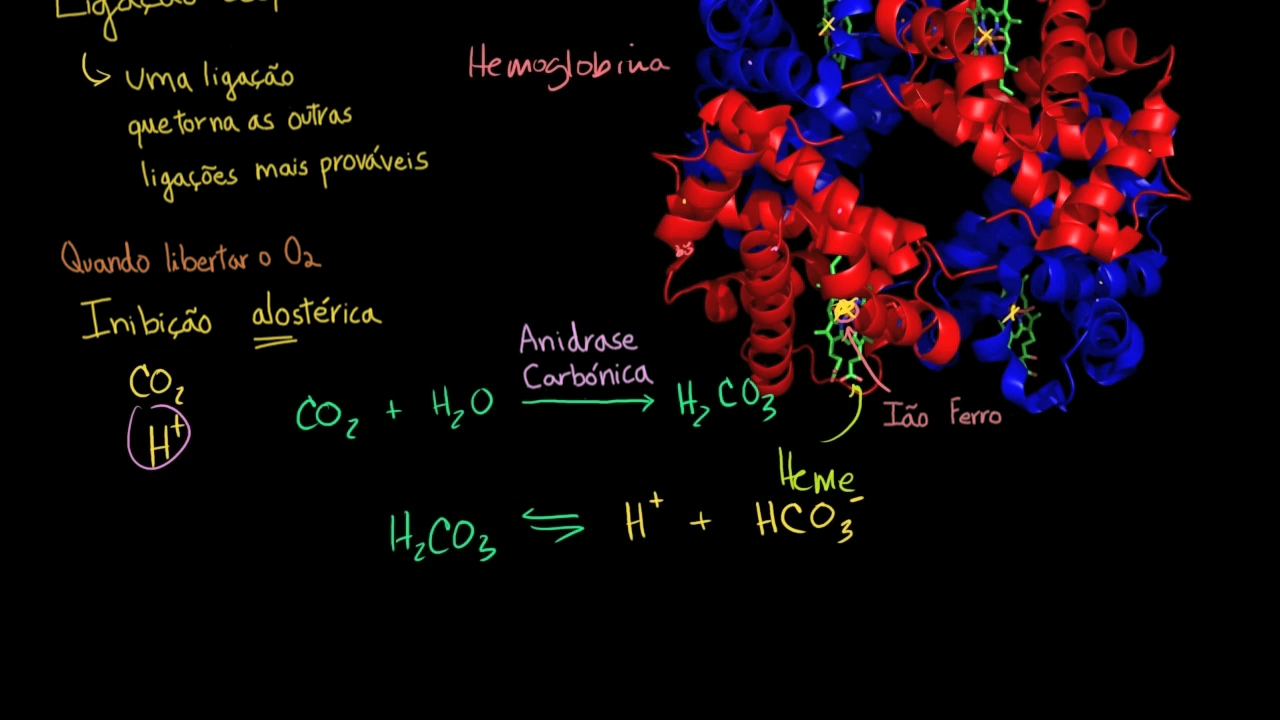 Ligação
↳ uma ligação
que torna as outras
ligações mais prováveis
Hemoglobina
Quando libertar o O₂
Inibição alostérica
CO₂
H⁺
CO₂ + H₂O → H₂CO₃
Anidrase
Carbónica
Ião Ferro
Heme
H₂CO₃ ⇌ H⁺ + HCO₃⁻